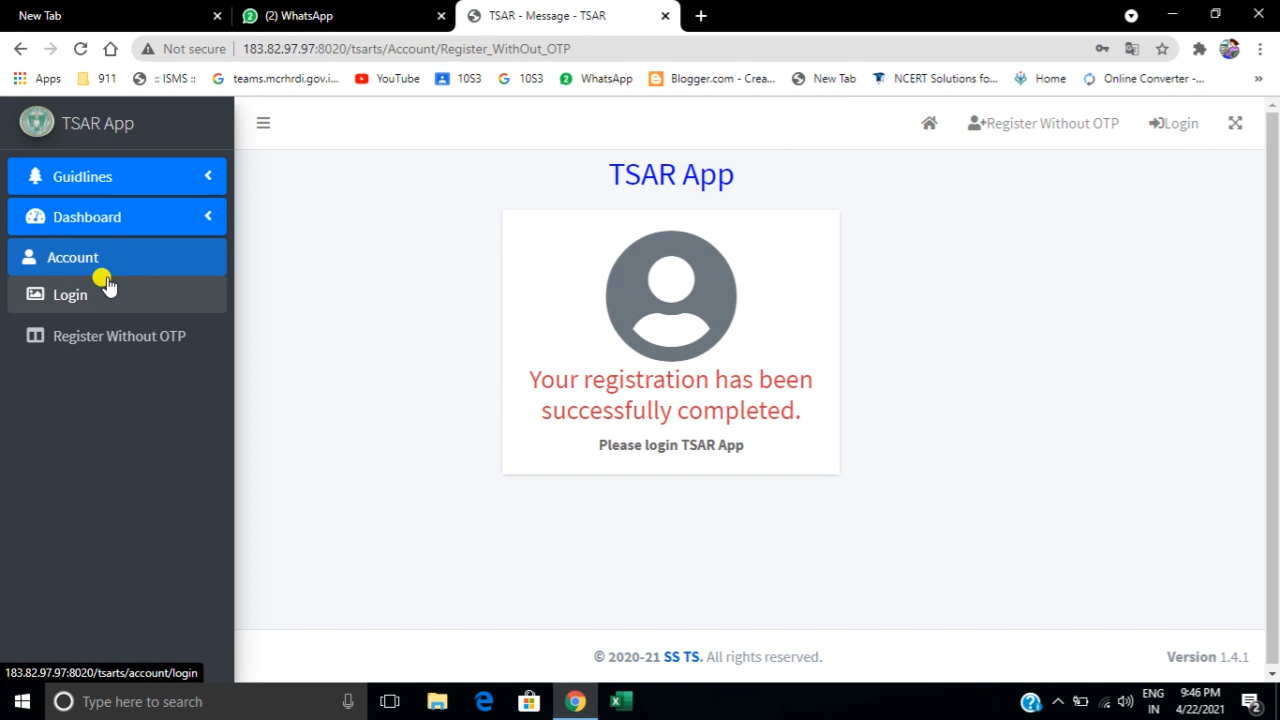 New Tab
(2) WhatsApp
TSAR - Message - TSAR
Not secure
183.82.97.97:8020/tsarts/Account/Register_WithOut_OTP
Apps
911
:: ISMS ::
teams.mcrhrdi.gov.i...
YouTube
10S3
10S3
WhatsApp
Blogger.com - Crea...
New Tab
NCERT Solutions fo...
Home
Online Converter -...
»
TSAR App
Register Without OTP
Login
Guidlines
Dashboard
Account
Login
Register Without OTP
TSAR App
Your registration has been
successfully completed.
Please login TSAR App
© 2020-21 SS TS. All rights reserved.
Version 1.4.1
183.82.97.97:8020/tsarts/account/login
Type here to search
ENG
IN
9:46 PM
4/22/2021
2